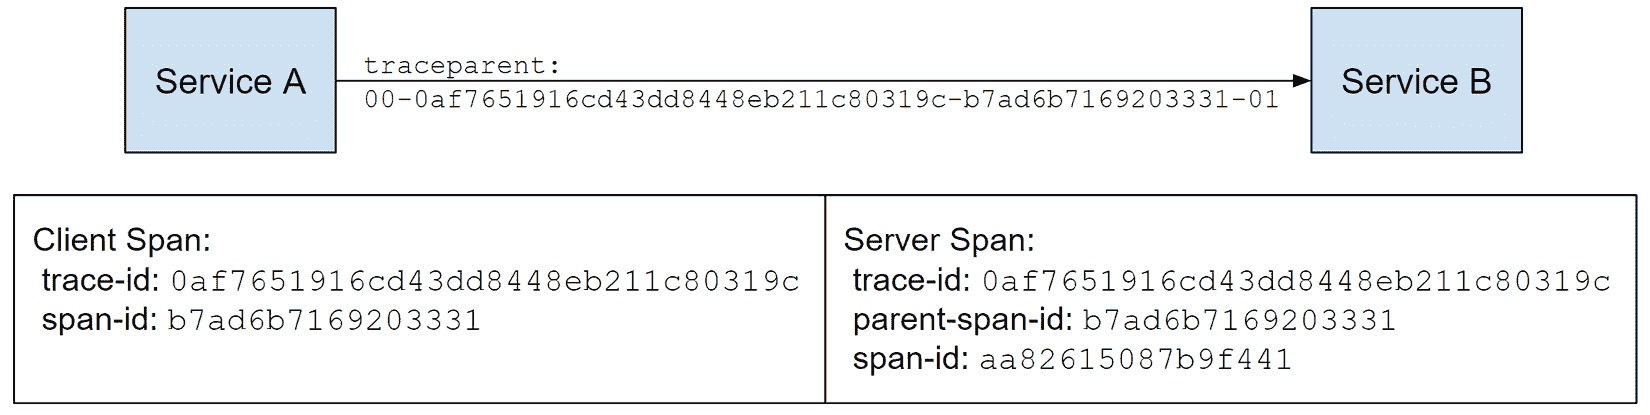 Service A
traceparent:
00-0af7651916cd43dd8448eb211c80319c-b7ad6b7169203331-01
Service B
Client Span:
trace-id: 0af7651916cd43dd8448eb211c80319c
span-id: b7ad6b7169203331
Server Span:
trace-id: 0af7651916cd43dd8448eb211c80319c
parent-span-id: b7ad6b7169203331
span-id: aa82615087b9f441